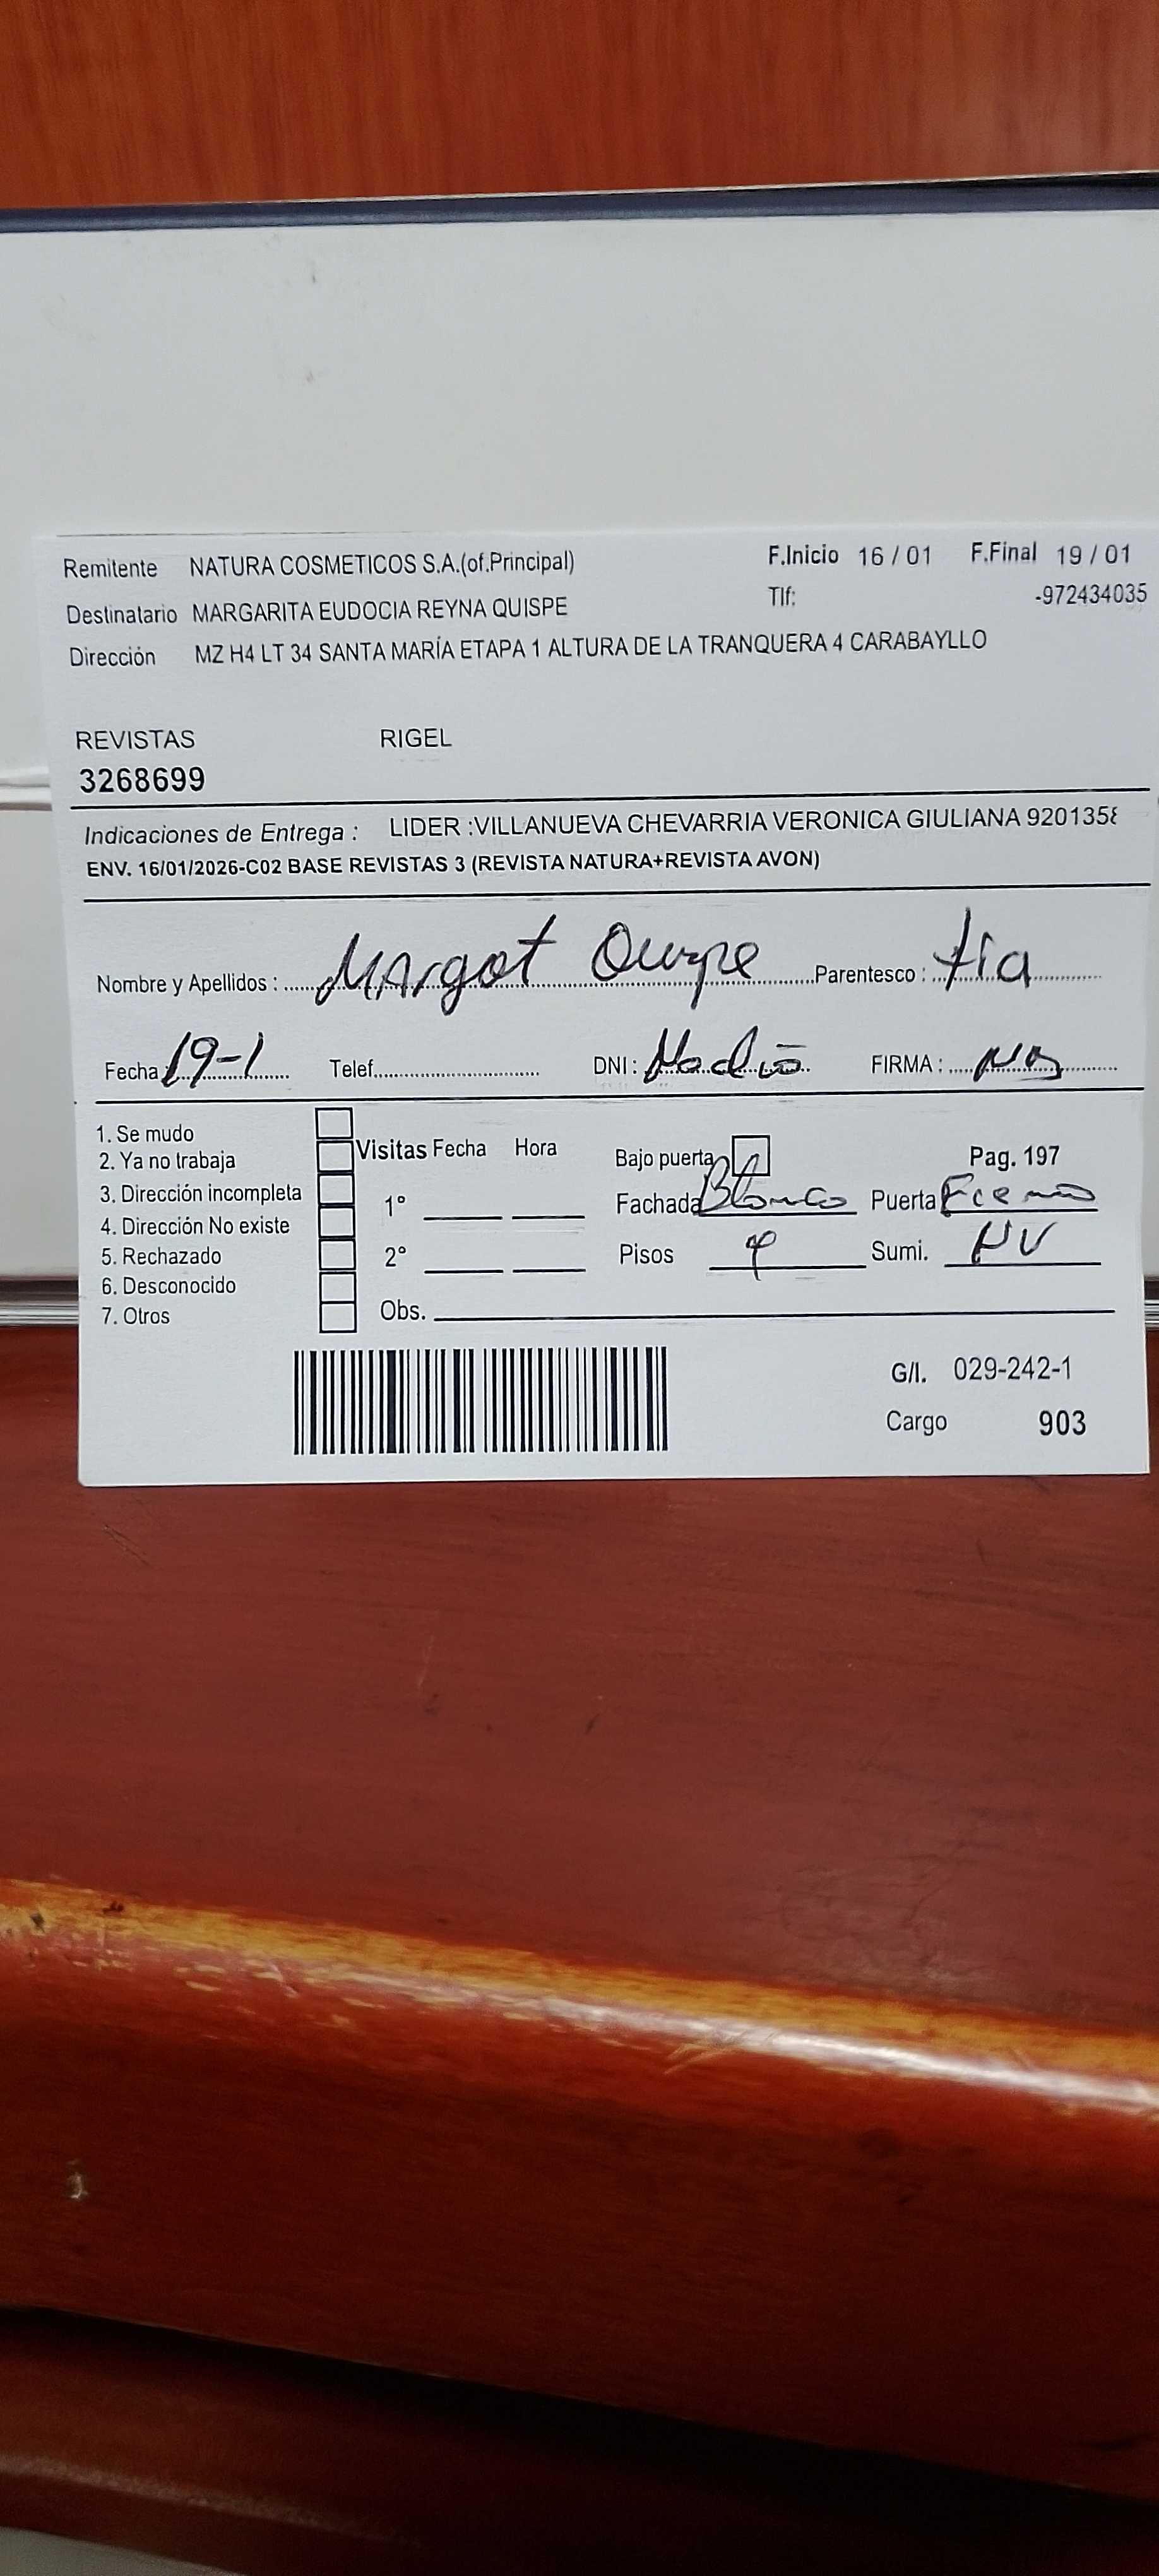 Remitente NATURA COSMETICOS S.A.(of.Principal) F.Inicio 16 / 01 F.Final 19 / 01
Destinatario MARGARITA EUDOCIA REYNA QUISPE Tlf: -972434035
Dirección MZ H4 LT 34 SANTA MARÍA ETAPA 1 ALTURA DE LA TRANQUERA 4 CARABAYLLO
REVISTAS RIGEL
3268699
Indicaciones de Entrega : LIDER :VILLANUEVA CHEVARRIA VERONICA GIULIANA 920135
ENV. 16/01/2026-C02 BASE REVISTAS 3 (REVISTA NATURA+REVISTA AVON)
Nombre y Apellidos : Margot Parentesco : tía
Fecha 19-1 Telef. DNI : FIRMA :
1. Se mudo
2. Ya no trabaja Visitas Fecha Hora Bajo puerta Pag. 197
3. Dirección incompleta 1° Fachada Blanco Puerta
4. Dirección No existe
5. Rechazado 2° Pisos Sumi. NV
6. Desconocido
7. Otros Obs.
G/I. 029-242-1
Cargo 903